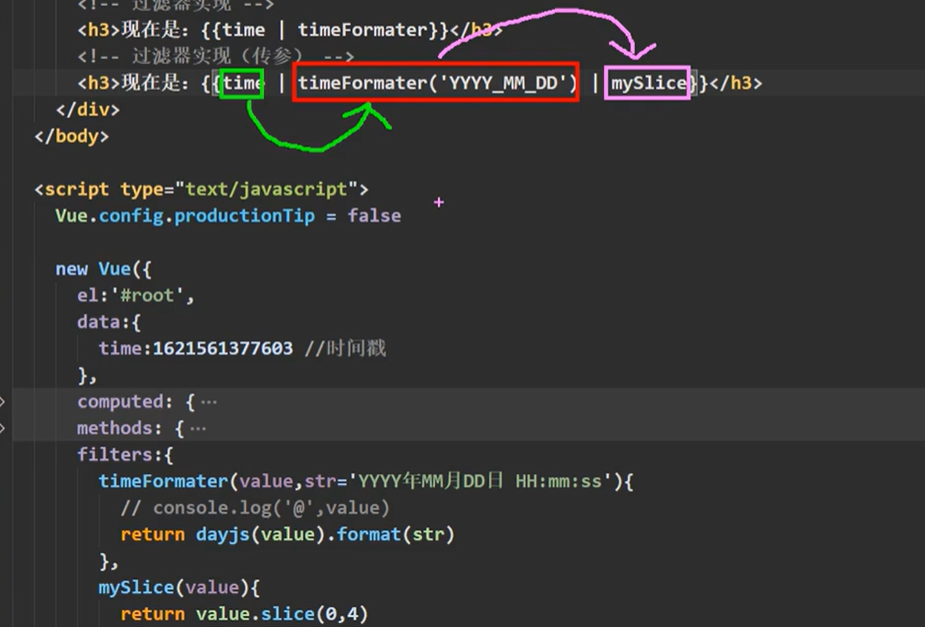 <!-- 过滤器实现 -->
<h3>现在是: {{time | timeFormater}}</h3>
<!-- 过滤器实现（传参） -->
<h3>现在是: {{time | timeFormater('YYYY_MM_DD') | mySlice}}</h3>
</div>
</body>
<script type="text/javascript">
Vue.config.productionTip = false
new Vue({
el:'#root',
data:{
time:1621561377603 //时间戳
},
computed: {···
methods: {···
filters:{
timeFormater(value,str='YYYY年MM月DD日 HH:mm:ss'){
// console.log('@',value)
return dayjs(value).format(str)
},
mySlice(value){
return value.slice(0,4)